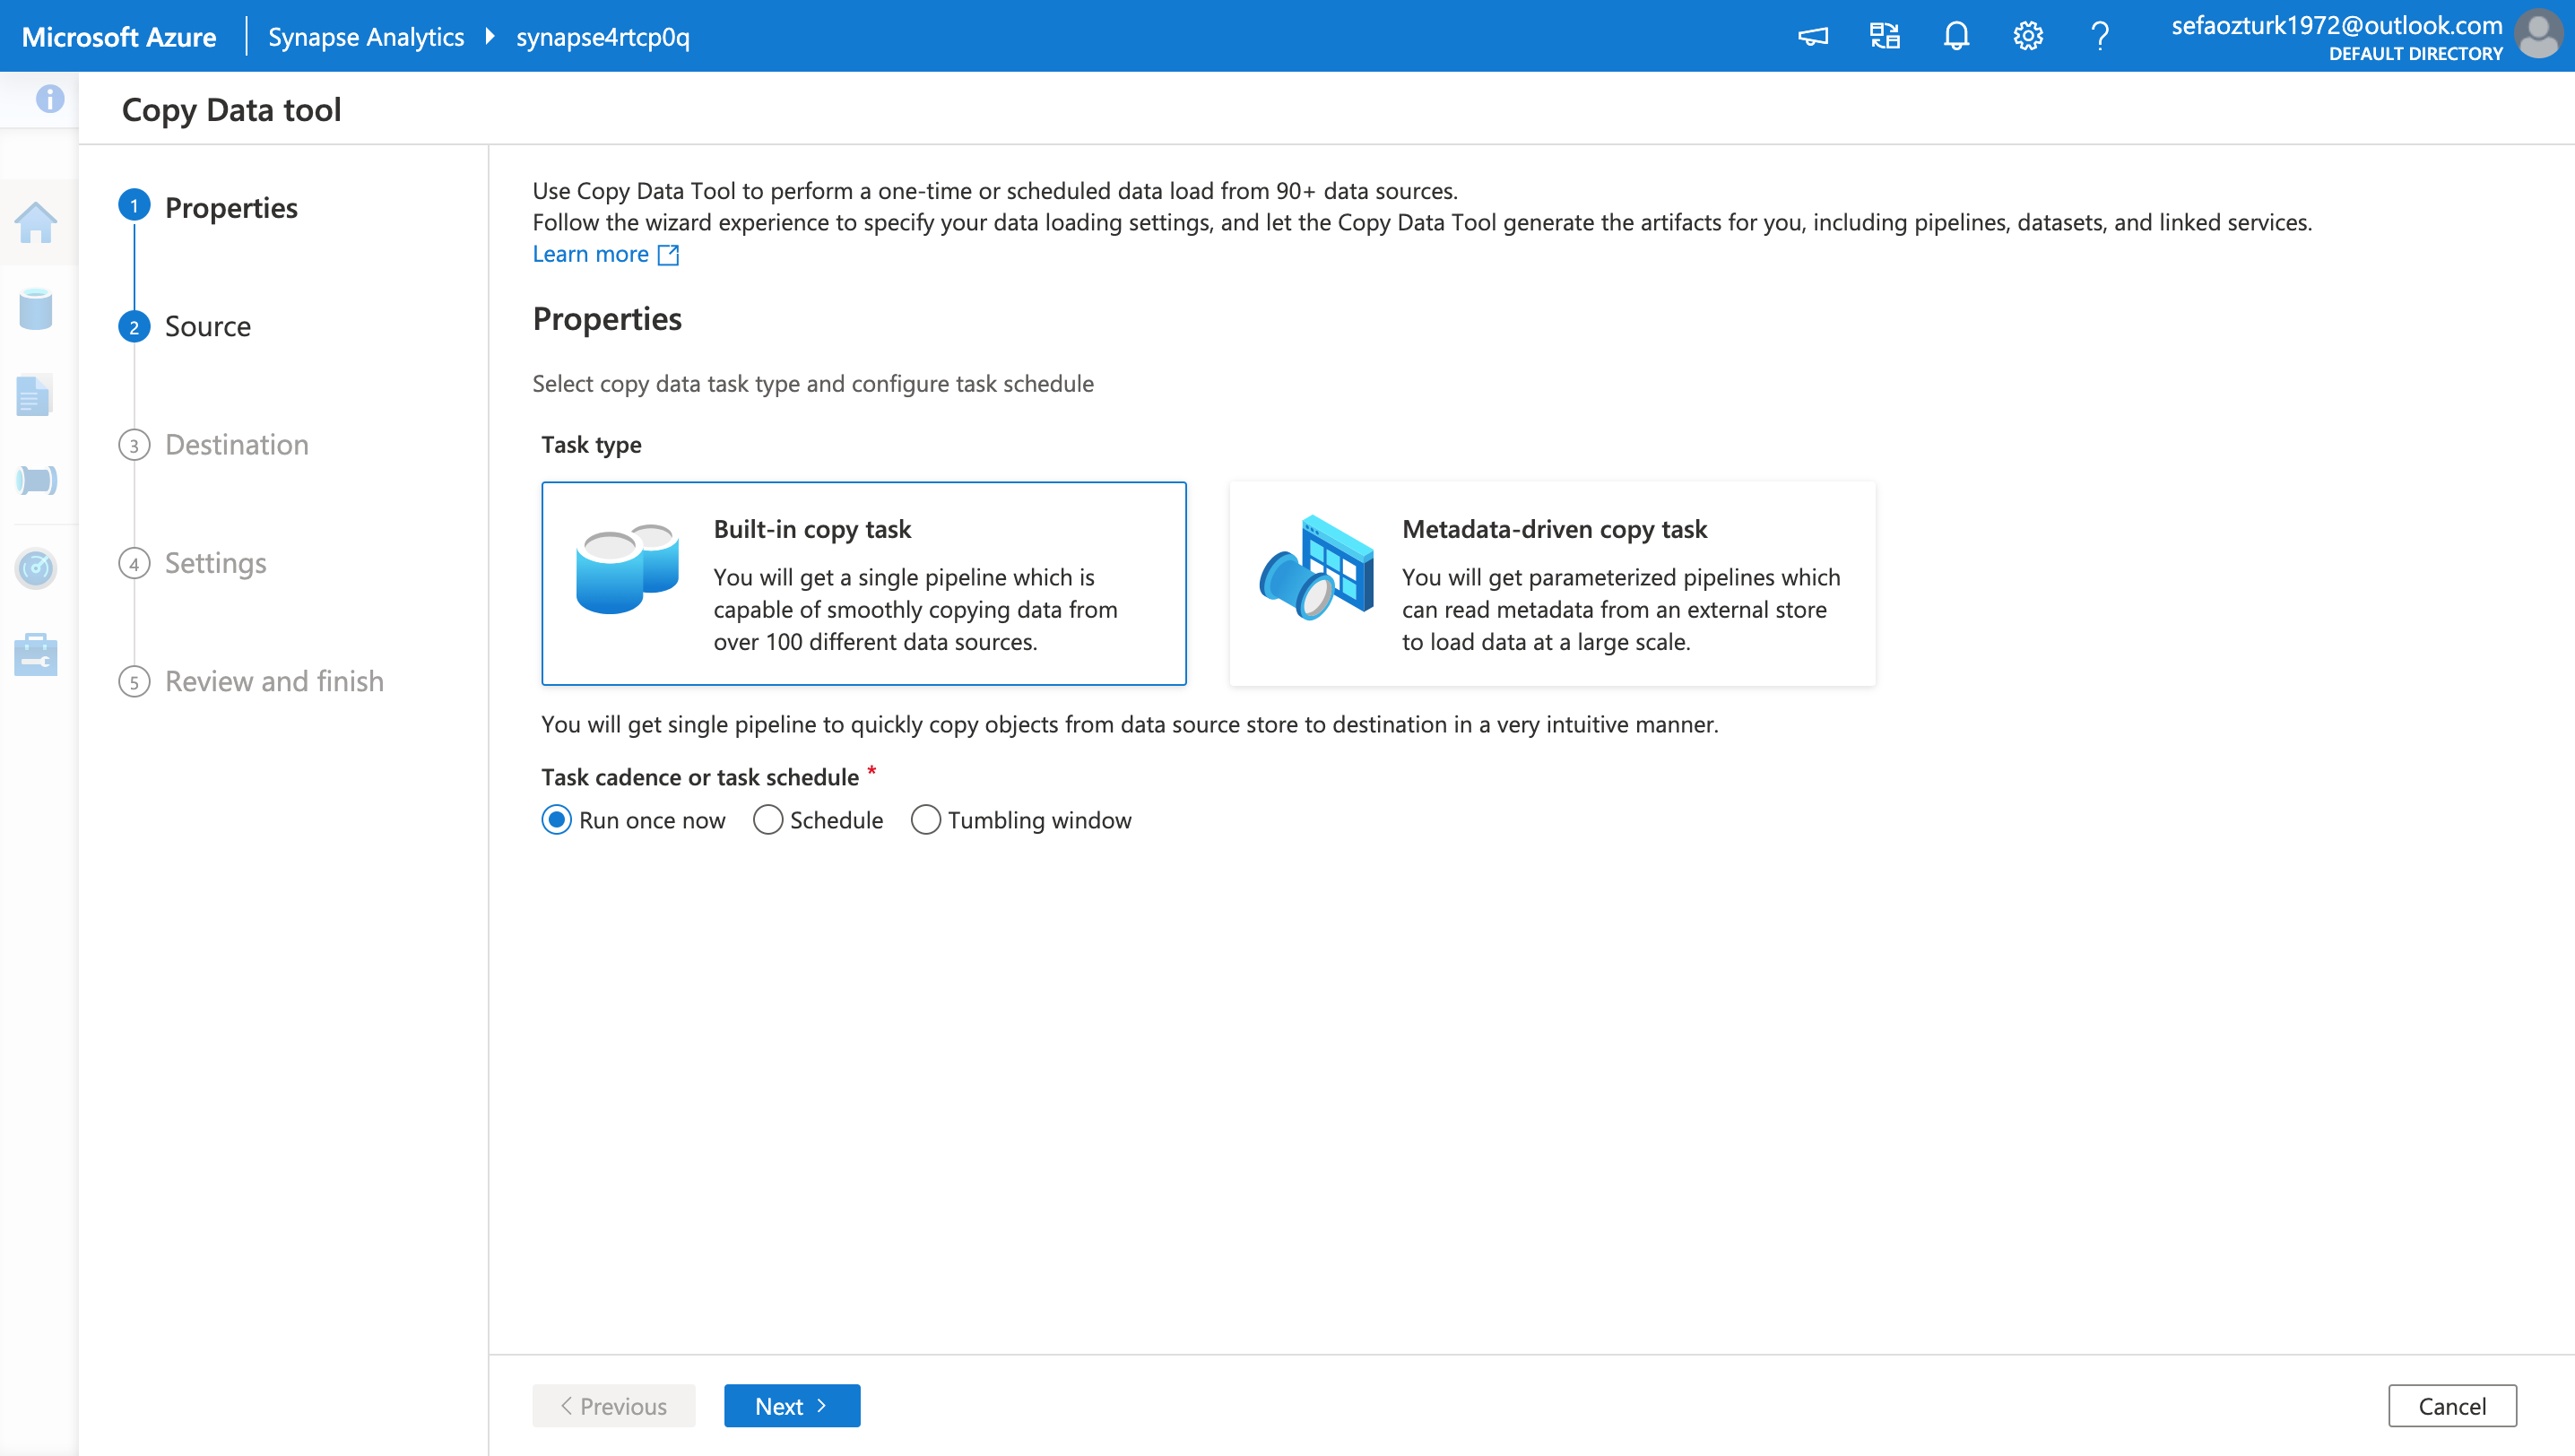 Microsoft Azure
Synapse Analytics
synapse4rtcp0q
sefaozturk1972@outlook.com
DEFAULT DIRECTORY
Copy Data tool
1 Properties
2 Source
3 Destination
4 Settings
5 Review and finish
Use Copy Data Tool to perform a one-time or scheduled data load from 90+ data sources.
Follow the wizard experience to specify your data loading settings, and let the Copy Data Tool generate the artifacts for you, including pipelines, datasets, and linked services.
Learn more
Properties
Select copy data task type and configure task schedule
Task type
Built-in copy task
You will get a single pipeline which is
capable of smoothly copying data from
over 100 different data sources.
Metadata-driven copy task
You will get parameterized pipelines which
can read metadata from an external store
to load data at a large scale.
You will get single pipeline to quickly copy objects from data source store to destination in a very intuitive manner.
Task cadence or task schedule *
Run once now
Schedule
Tumbling window
Previous
Next
Cancel